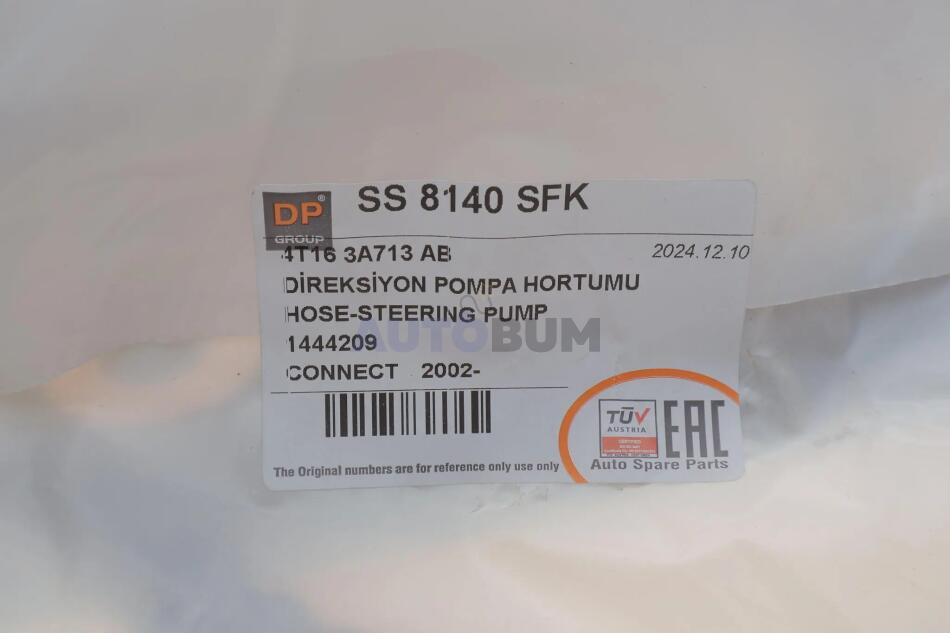 DP®
GROUP
SS 8140 SFK
4T16 3A713 AB
2024.12.10
DİREKSİYON POMPA HORTUMU
HOSE-STEERING PUMP
1444209
CONNECT 2002-
AUTOBUM
TÜV
AUSTRIA
CERTIFIED
EAC
Auto Spare Parts
The Original numbers are for reference only use only